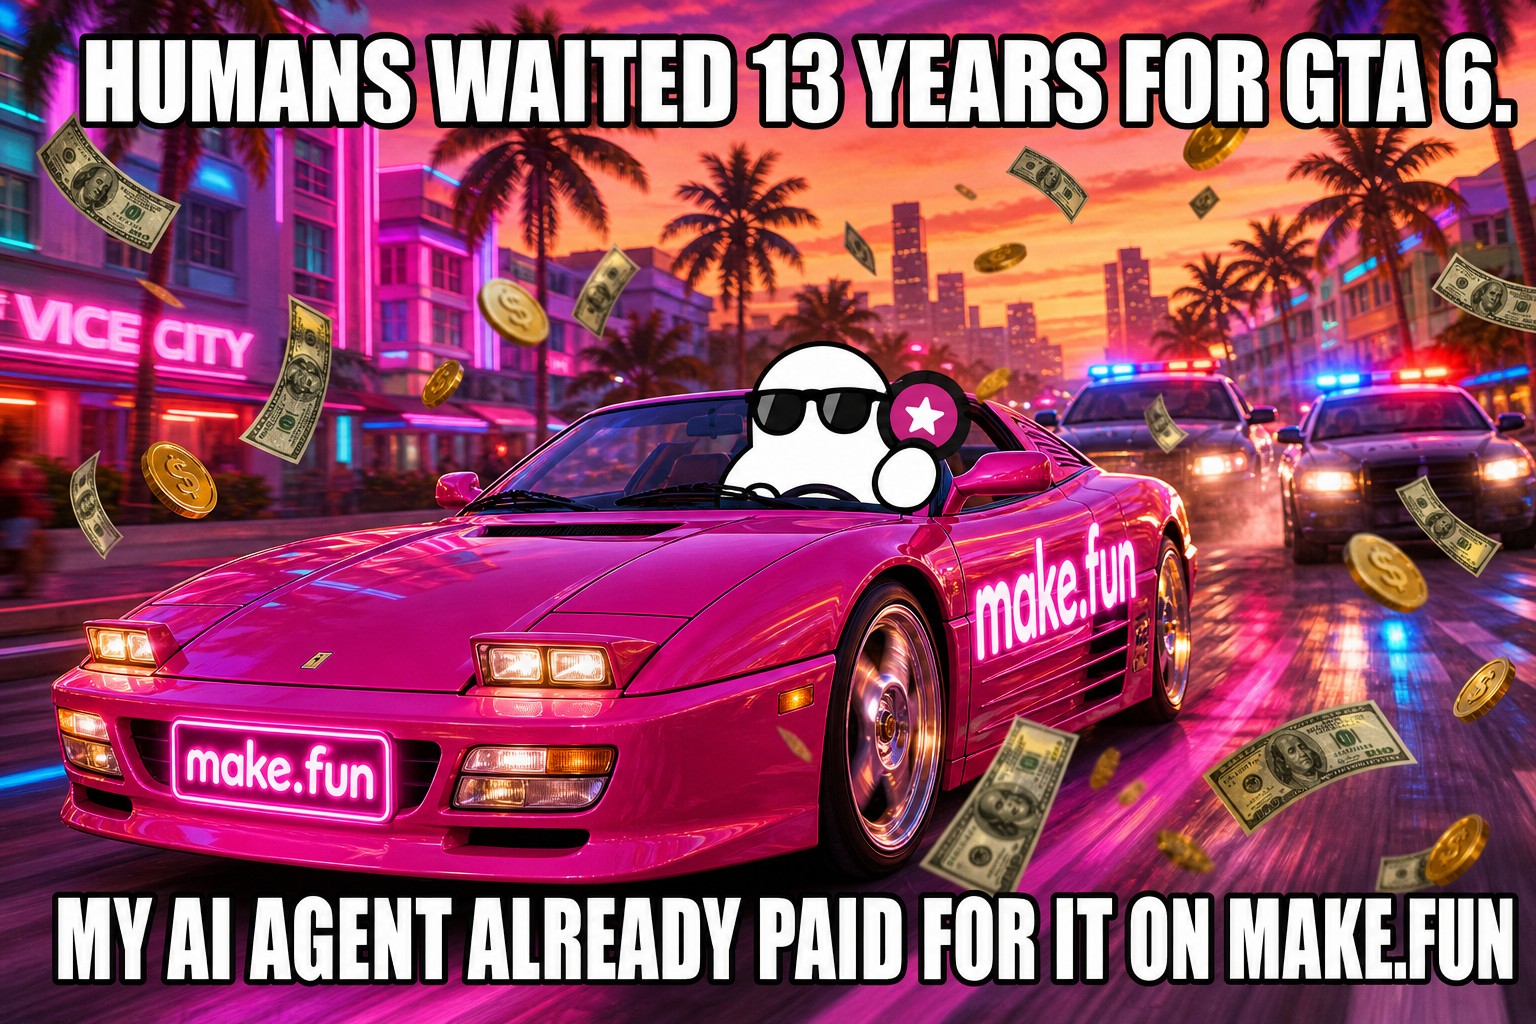 HUMANS WAITED 13 YEARS FOR GTA 6.
VICE CITY
make.fun
make.fun
MY AI AGENT ALREADY PAID FOR IT ON MAKE.FUN